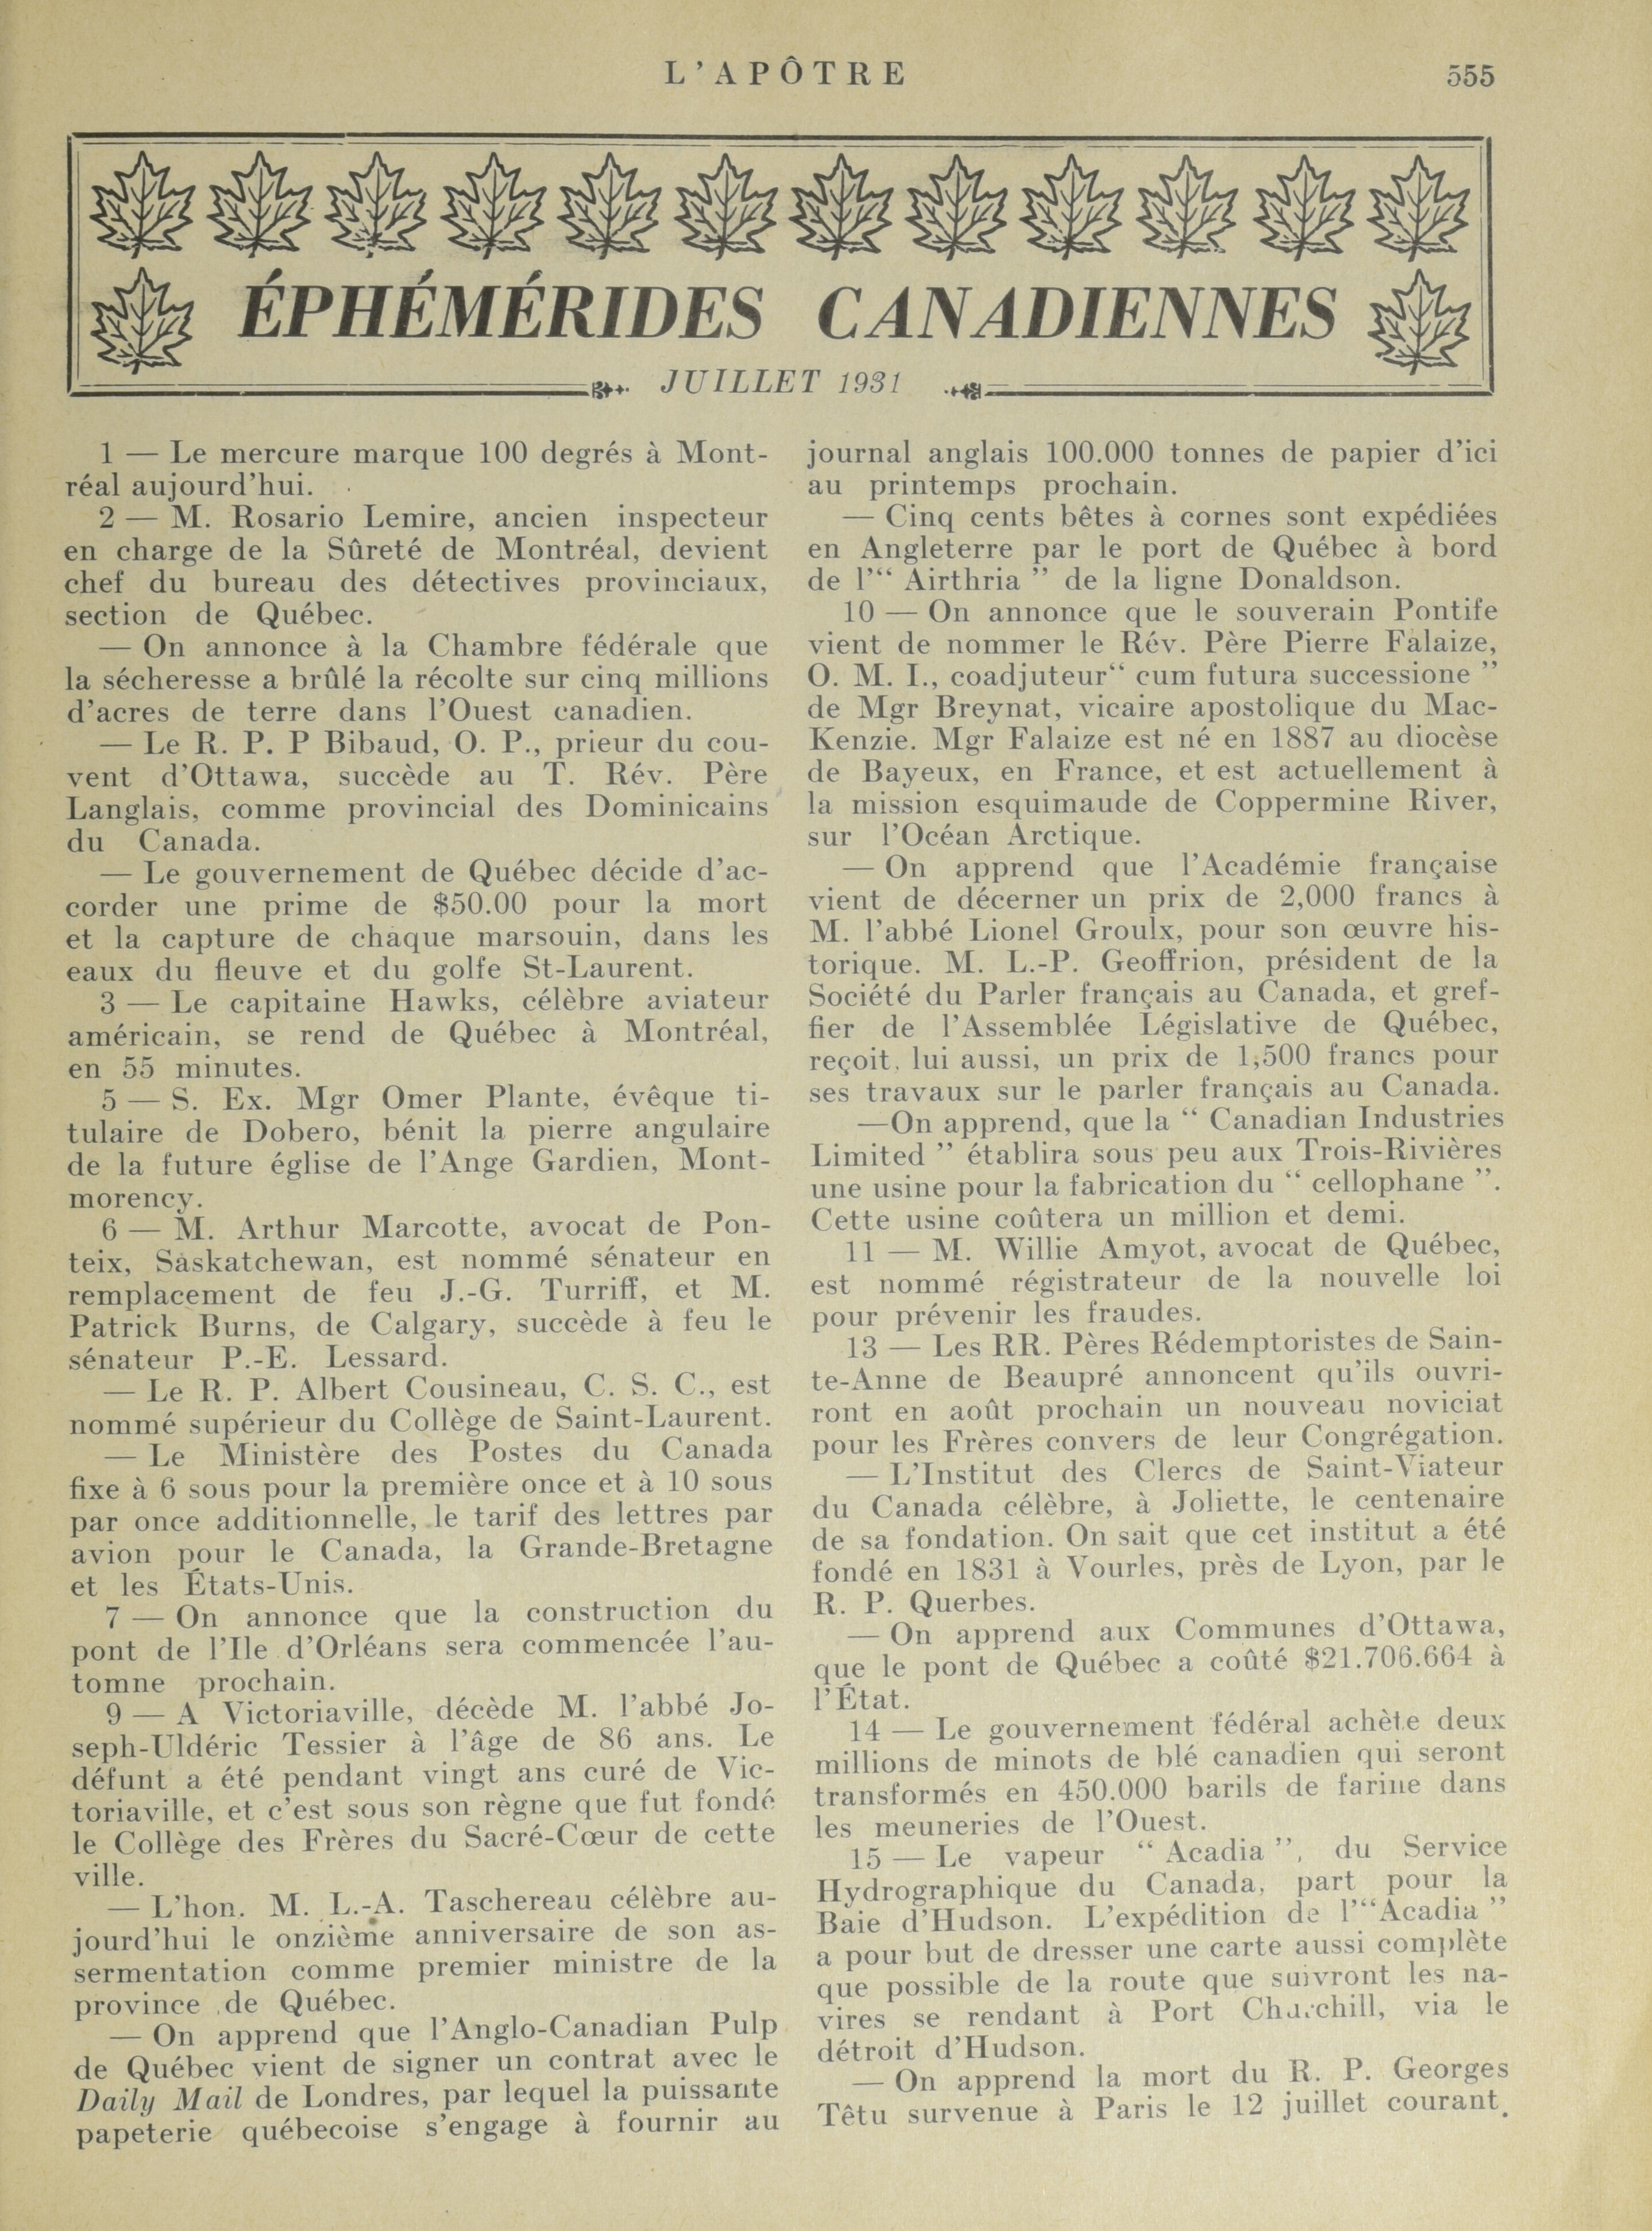 L'APÔTRE
555
ÉPHÉMÉRIDES CANADIENNES
JUILLET 1931
1 — Le mercure marque 100 degrés à Mont-
réal aujourd'hui.
2 — M. Rosario Lemire, ancien inspecteur
en charge de la Sûreté de Montréal, devient
chef du bureau des détectives provinciaux,
section de Québec.
— On annonce à la Chambre fédérale que
la sécheresse a brûlé la récolte sur cinq millions
d'acres de terre dans l'Ouest canadien.
— Le R. P. P Bibaud, O. P., prieur du cou-
vent d'Ottawa, succède au T. Rév. Père
Langlais, comme provincial des Dominicains
du Canada.
— Le gouvernement de Québec décide d'ac-
corder une prime de $50.00 pour la mort
et la capture de chaque marsouin, dans les
eaux du fleuve et du golfe St-Laurent.
3 — Le capitaine Hawks, célèbre aviateur
américain, se rend de Québec à Montréal,
en 55 minutes.
5 — S. Ex. Mgr Omer Plante, évêque ti-
tulaire de Dobero, bénit la pierre angulaire
de la future église de l'Ange Gardien, Mont-
morency.
6 — M. Arthur Marcotte, avocat de Pon-
teix, Saskatchewan, est nommé sénateur en
remplacement de feu J.-G. Turriff, et M.
Patrick Burns, de Calgary, succède à feu le
sénateur P.-E. Lessard.
— Le R. P. Albert Cousineau, C. S. C., est
nommé supérieur du Collège de Saint-Laurent.
— Le Ministère des Postes du Canada
fixe à 6 sous pour la première once et à 10 sous
par once additionnelle, le tarif des lettres par
avion pour le Canada, la Grande-Bretagne
et les États-Unis.
7 — On annonce que la construction du
pont de l'Ile d'Orléans sera commencée l'au-
tomne prochain.
9 — A Victoriaville, décède M. l'abbé Jo-
seph-Uldéric Tessier à l'âge de 86 ans. Le
défunt a été pendant vingt ans curé de Vic-
toriaville, et c'est sous son règne que fut fondé
le Collège des Frères du Sacré-Cœur de cette
ville.
— L'hon. M. L.-A. Taschereau célèbre au-
jourd'hui le onzième anniversaire de son as-
sermentation comme premier ministre de la
province de Québec.
— On apprend que l'Anglo-Canadian Pulp
de Québec vient de signer un contrat avec le
Daily Mail de Londres, par lequel la puissante
papeterie québecoise s'engage à fournir au
journal anglais 100.000 tonnes de papier d'ici
au printemps prochain.
— Cinq cents bêtes à cornes sont expédiées
en Angleterre par le port de Québec à bord
de l'“ Airthria ” de la ligne Donaldson.
10 — On annonce que le souverain Pontife
vient de nommer le Rév. Père Pierre Falaize,
O. M. I., coadjuteur“ cum futura successione ”
de Mgr Breynat, vicaire apostolique du Mac-
Kenzie. Mgr Falaize est né en 1887 au diocèse
de Bayeux, en France, et est actuellement à
la mission esquimaude de Coppermine River,
sur l'Océan Arctique.
— On apprend que l'Académie française
vient de décerner un prix de 2,000 francs à
M. l'abbé Lionel Groulx, pour son œuvre his-
torique. M. L.-P. Geoffrion, président de la
Société du Parler français au Canada, et gref-
fier de l'Assemblée Législative de Québec,
reçoit, lui aussi, un prix de 1,500 francs pour
ses travaux sur le parler français au Canada.
—On apprend, que la “ Canadian Industries
Limited ” établira sous peu aux Trois-Rivières
une usine pour la fabrication du “ cellophane ”.
Cette usine coûtera un million et demi.
11 — M. Willie Amyot, avocat de Québec,
est nommé régistrateur de la nouvelle loi
pour prévenir les fraudes.
13 — Les RR. Pères Rédemptoristes de Sain-
te-Anne de Beaupré annoncent qu'ils ouvri-
ront en août prochain un nouveau noviciat
pour les Frères convers de leur Congrégation.
— L'Institut des Clercs de Saint-Viateur
du Canada célèbre, à Joliette, le centenaire
de sa fondation. On sait que cet institut a été
fondé en 1831 à Vourles, près de Lyon, par le
R. P. Querbes.
— On apprend aux Communes d'Ottawa,
que le pont de Québec a coûté $21.706.664 à
l'État.
14 — Le gouvernement fédéral achète deux
millions de minots de blé canadien qui seront
transformés en 450.000 barils de farine dans
les meuneries de l'Ouest.
15 — Le vapeur “ Acadia ”, du Service
Hydrographique du Canada, part pour la
Baie d'Hudson. L'expédition de l'“Acadia ”
a pour but de dresser une carte aussi complète
que possible de la route que suivront les na-
vires se rendant à Port Churchill, via le
détroit d'Hudson.
— On apprend la mort du R. P. Georges
Têtu survenue à Paris le 12 juillet courant.